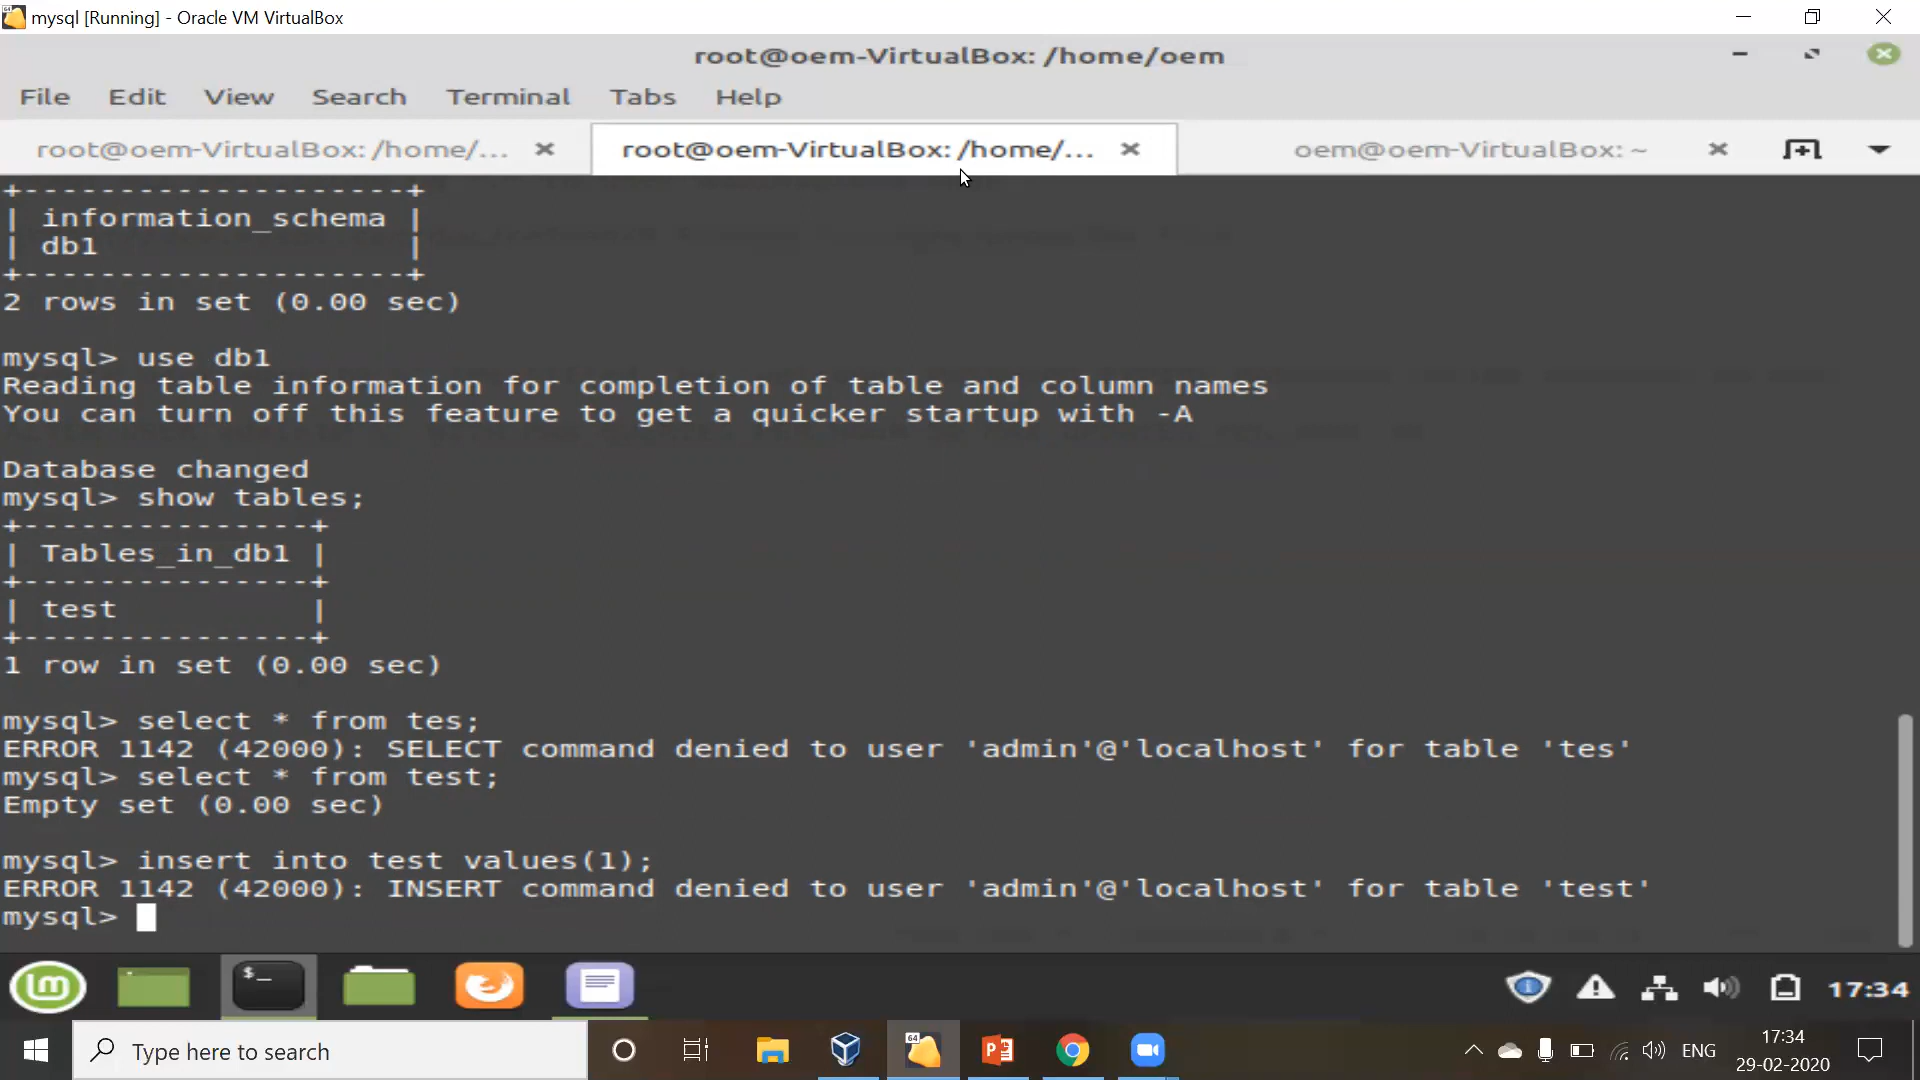 mysql [Running] - Oracle VM VirtualBox
root@oem-VirtualBox: /home/oem
File Edit View Search Terminal Tabs Help
root@oem-VirtualBox: /home/... root@oem-VirtualBox: /home/... oem@oem-VirtualBox: ~
+--------------------+
| information_schema |
| db1                |
+--------------------+
2 rows in set (0.00 sec)
mysql> use db1
Reading table information for completion of table and column names
You can turn off this feature to get a quicker startup with -A
Database changed
mysql> show tables;
+---------------+
| Tables_in_db1 |
+---------------+
| test          |
+---------------+
1 row in set (0.00 sec)
mysql> select * from tes;
ERROR 1142 (42000): SELECT command denied to user 'admin'@'localhost' for table 'tes'
mysql> select * from test;
Empty set (0.00 sec)
mysql> insert into test values(1);
ERROR 1142 (42000): INSERT command denied to user 'admin'@'localhost' for table 'test'
mysql>
17:34
Type here to search
64
ENG
17:34
29-02-2020